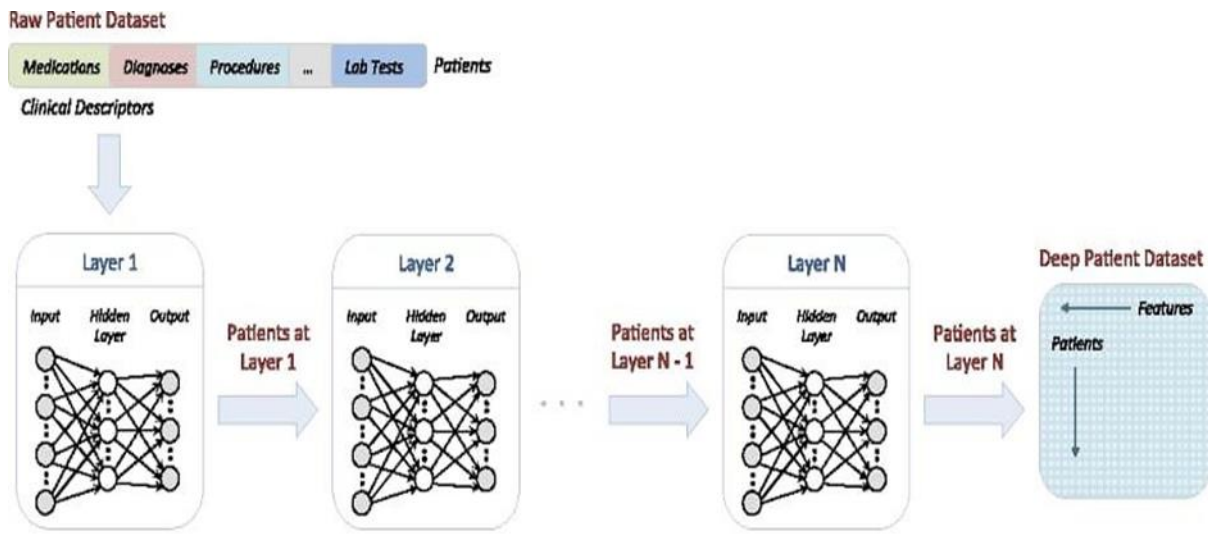 Raw Patient Dataset
Medications Diagnoses Procedures ... Lab Tests Patients
Clinical Descriptors
Layer 1
Input Hidden Layer Output
Patients at
Layer 1
Layer 2
Input Hidden Layer Output
. . .
Patients at
Layer N - 1
Layer N
Input Hidden Layer Output
Patients at
Layer N
Deep Patient Dataset
Features
Patients